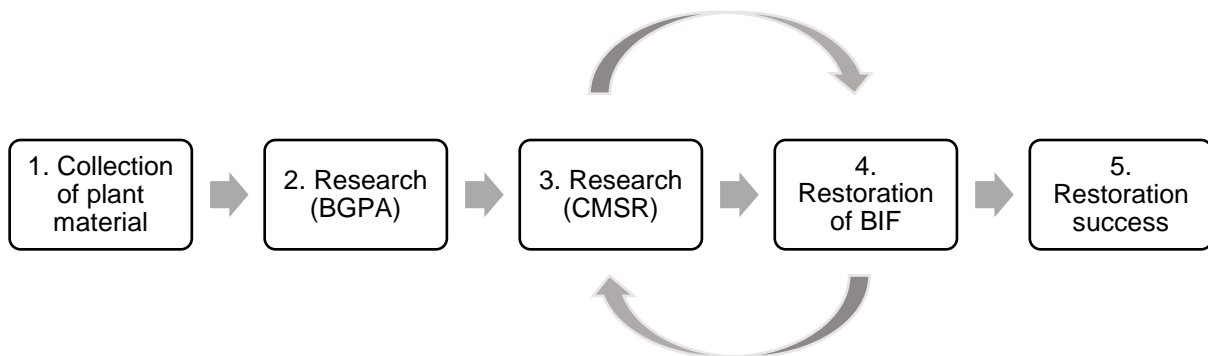 1. Collection
of plant
material
2. Research
(BGPA)
3. Research
(CMSR)
4.
Restoration
of BIF
5.
Restoration
success